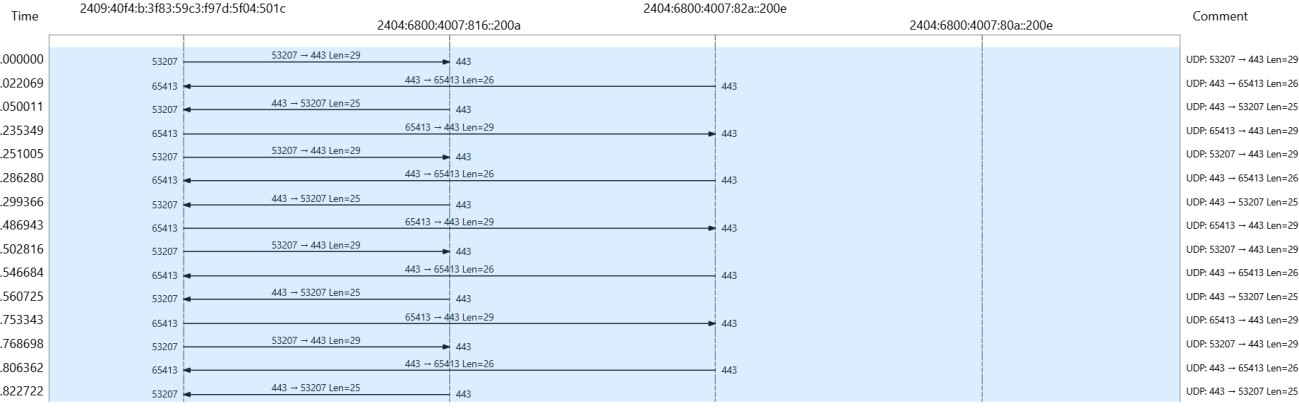 2409:40f4:b:3f83:59c3:f97d:5f04:501c 2404:6800:4007:82a::200e
Time 2404:6800:4007:816::200a 2404:6800:4007:80a::200e Comment
.000000 53207 53207 → 443 Len=29 443 UDP: 53207 → 443 Len=29
.022069 65413 443 → 65413 Len=26 443 UDP: 443 → 65413 Len=26
.050011 53207 443 → 53207 Len=25 443 UDP: 443 → 53207 Len=25
.235349 65413 65413 → 443 Len=29 443 UDP: 65413 → 443 Len=29
.251005 53207 53207 → 443 Len=29 443 UDP: 53207 → 443 Len=29
.286280 65413 443 → 65413 Len=26 443 UDP: 443 → 65413 Len=26
.299366 53207 443 → 53207 Len=25 443 UDP: 443 → 53207 Len=25
.486943 65413 65413 → 443 Len=29 443 UDP: 65413 → 443 Len=29
.502816 53207 53207 → 443 Len=29 443 UDP: 53207 → 443 Len=29
.546684 65413 443 → 65413 Len=26 443 UDP: 443 → 65413 Len=26
.560725 53207 443 → 53207 Len=25 443 UDP: 443 → 53207 Len=25
.753343 65413 65413 → 443 Len=29 443 UDP: 65413 → 443 Len=29
.768698 53207 53207 → 443 Len=29 443 UDP: 53207 → 443 Len=29
.806362 65413 443 → 65413 Len=26 443 UDP: 443 → 65413 Len=26
.822722 53207 443 → 53207 Len=25 443 UDP: 443 → 53207 Len=25